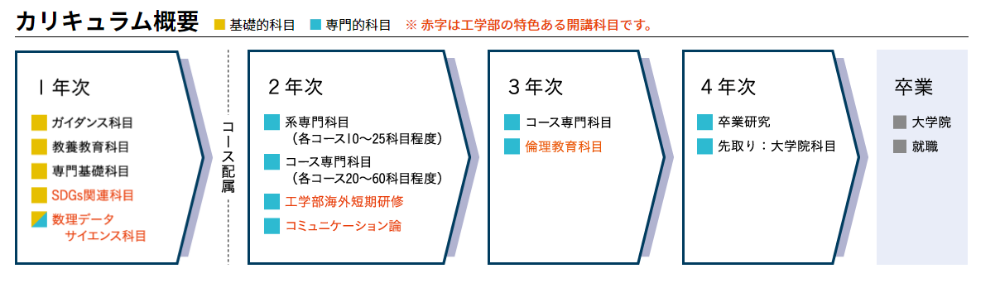 カリキュラム概要
基礎的科目
専門的科目
※ 赤字は工学部の特色ある開講科目です。
1年次
ガイダンス科目
教養教育科目
専門基礎科目
SDGs関連科目
数理データ
サイエンス科目
コース配属
2年次
系専門科目
（各コース10〜25科目程度）
コース専門科目
（各コース20〜60科目程度）
工学部海外短期研修
コミュニケーション論
3年次
コース専門科目
倫理教育科目
4年次
卒業研究
先取り：大学院科目
卒業
大学院
就職